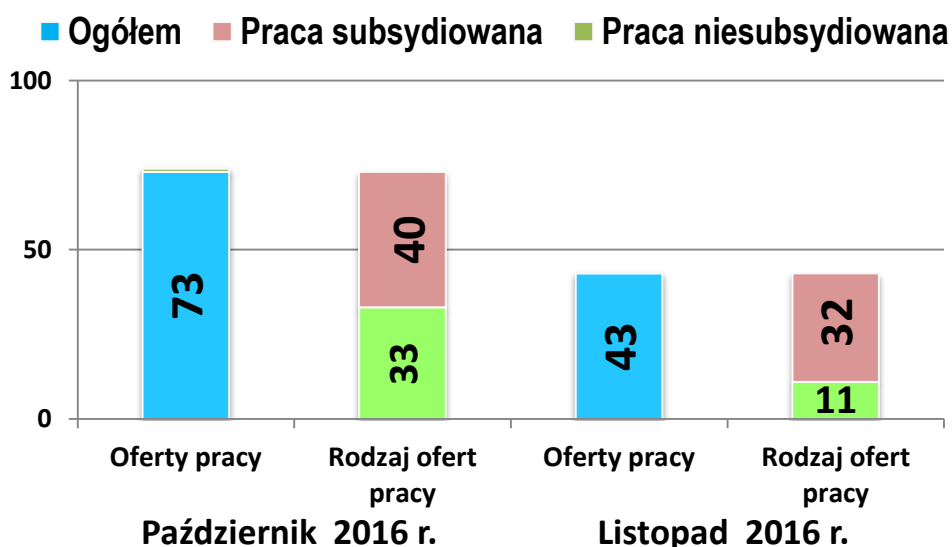 Ogółem Praca subsydiowana Praca niesubsydiowana
100
50
0
73
40
33
43
32
11
Oferty pracy Rodzaj ofert Oferty pracy Rodzaj ofert
pracy pracy
Październik 2016 r. Listopad 2016 r.